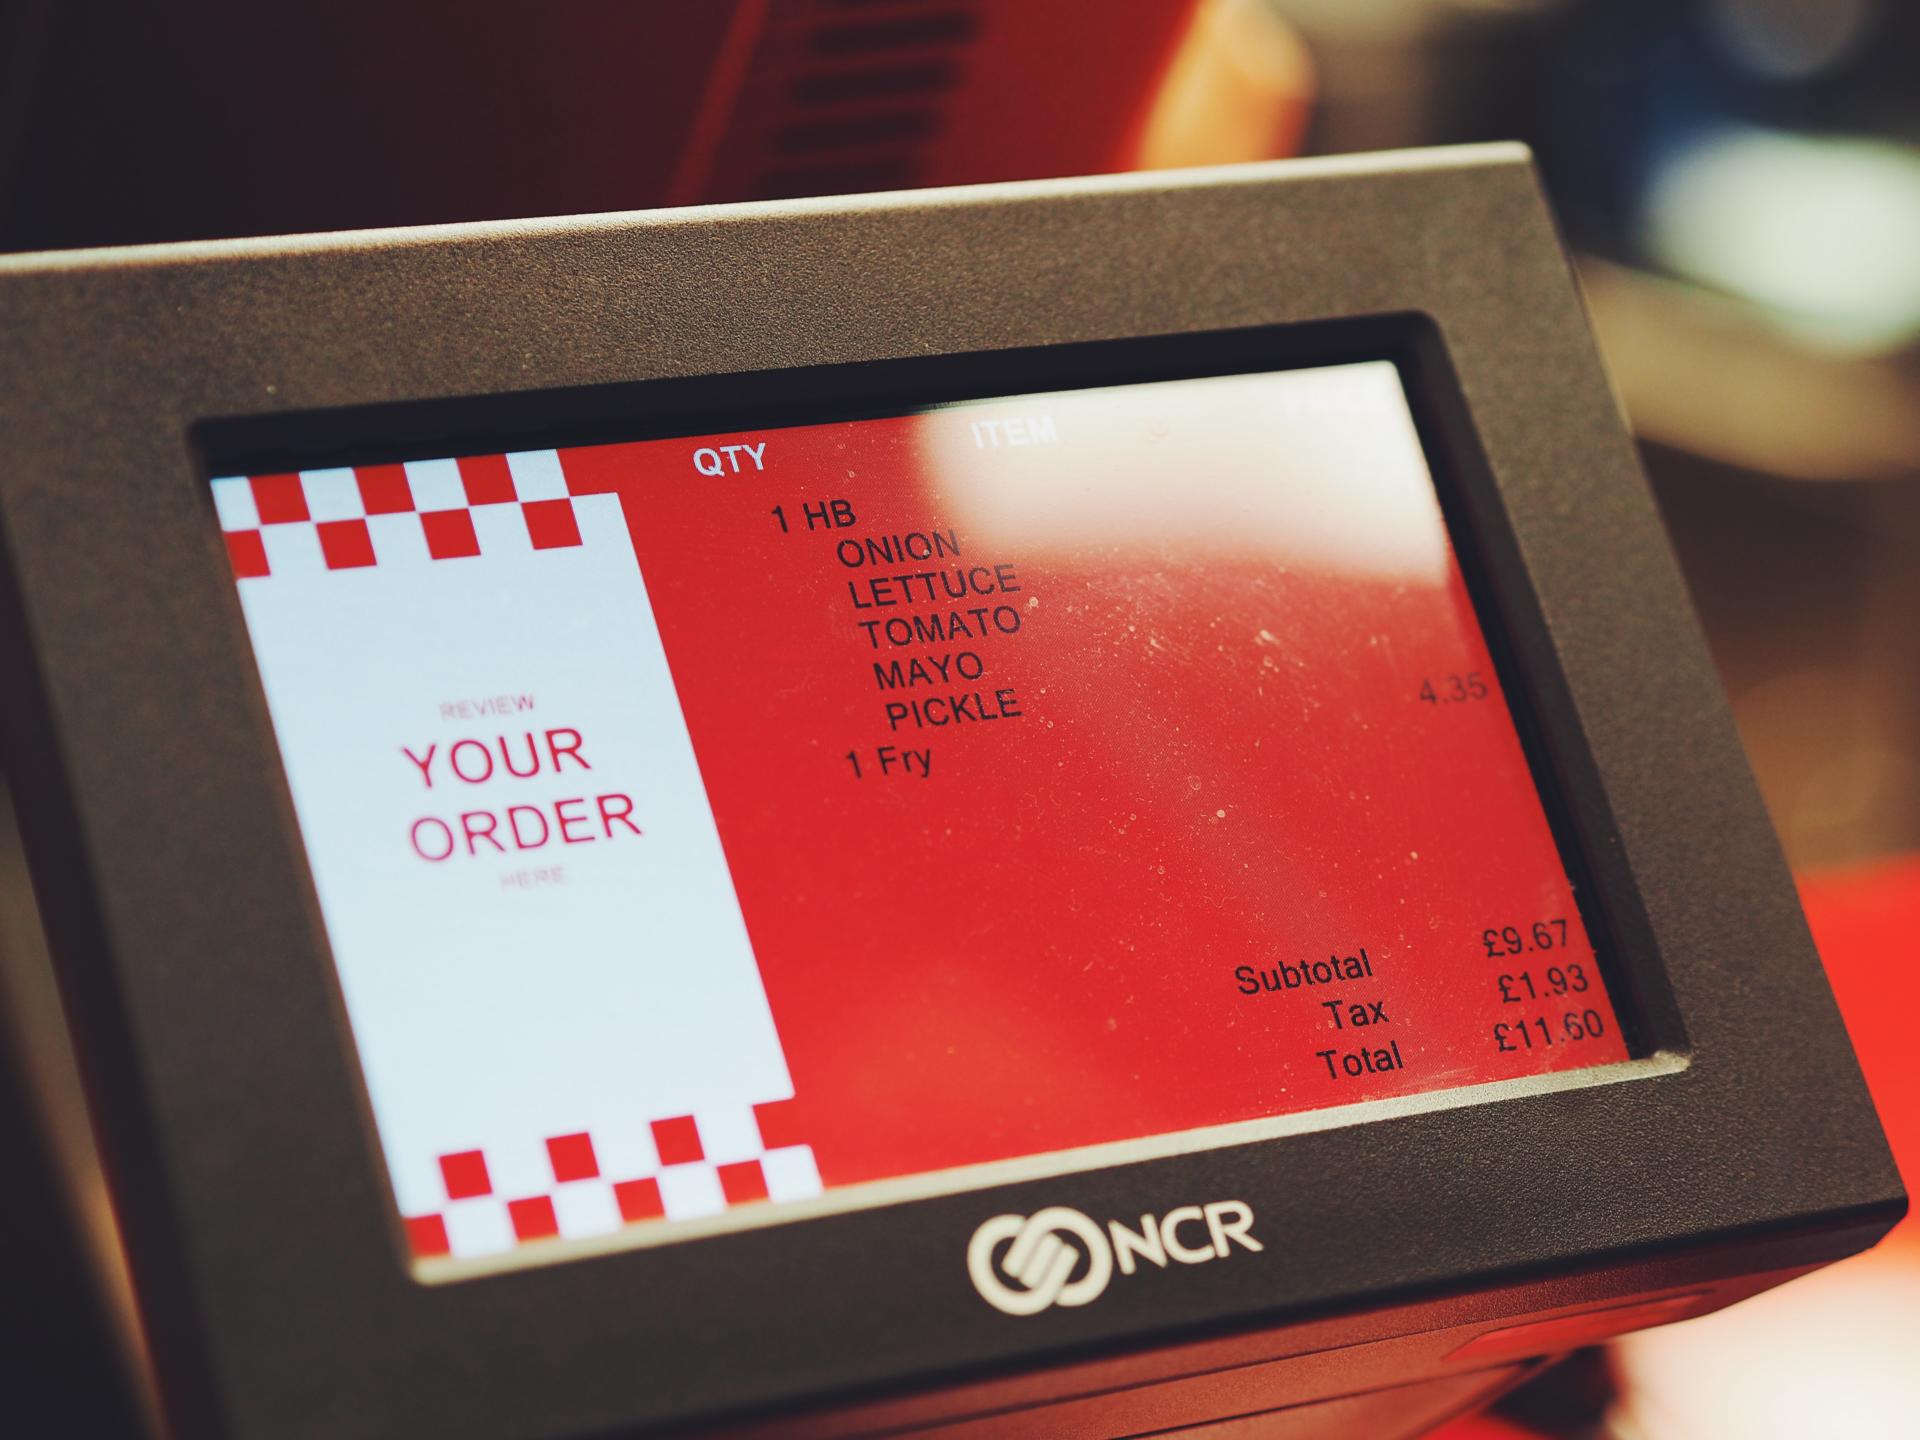 REVIEW
YOUR
ORDER
HERE
QTY ITEM
1 HB
ONION
LETTUCE
TOMATO
MAYO
PICKLE
1 Fry 4.35
Subtotal £9.67
Tax £1.93
Total £11.60
NCR